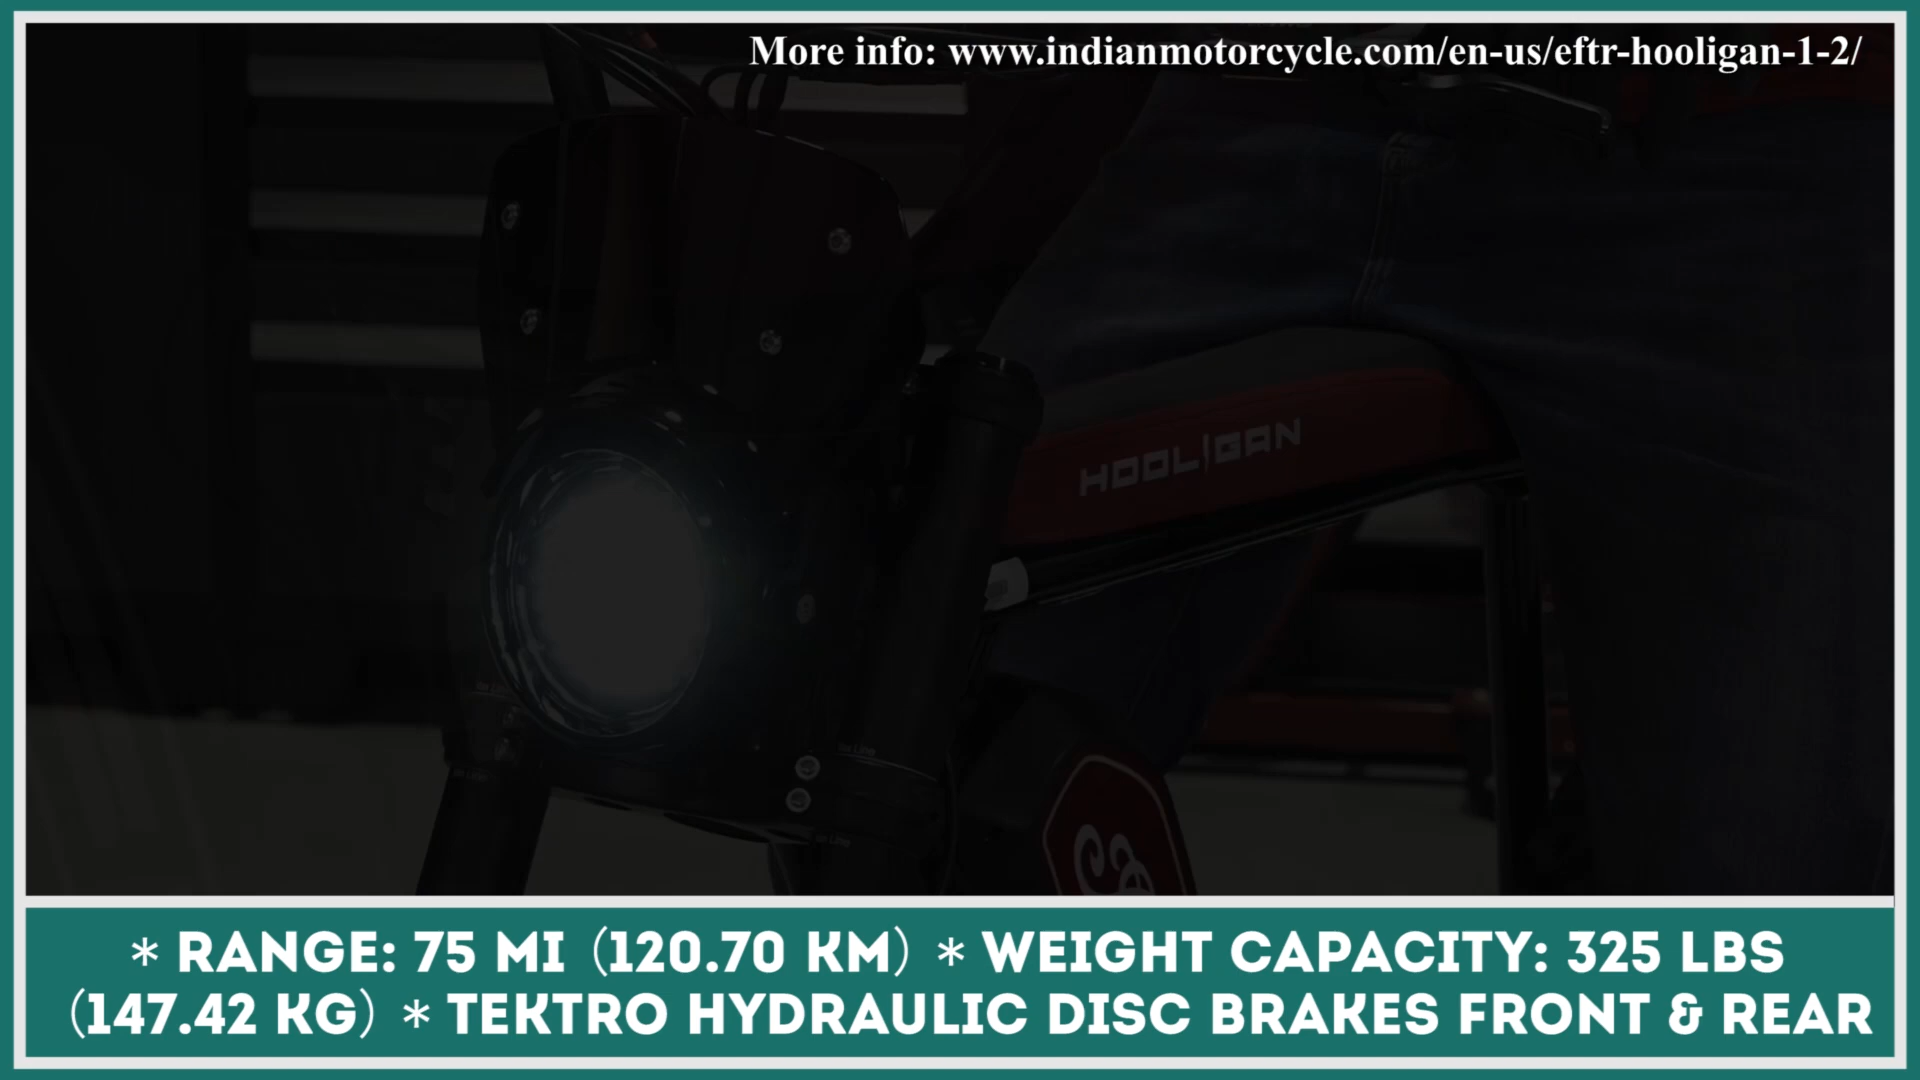 More info: www.indianmotorcycle.com/en-us/eftr-hooligan-1-2/
HOOLIGAN
* RANGE: 75 MI (120.70 KM) * WEIGHT CAPACITY: 325 LBS
(147.42 KG) * TEKTRO HYDRAULIC DISC BRAKES FRONT & REAR